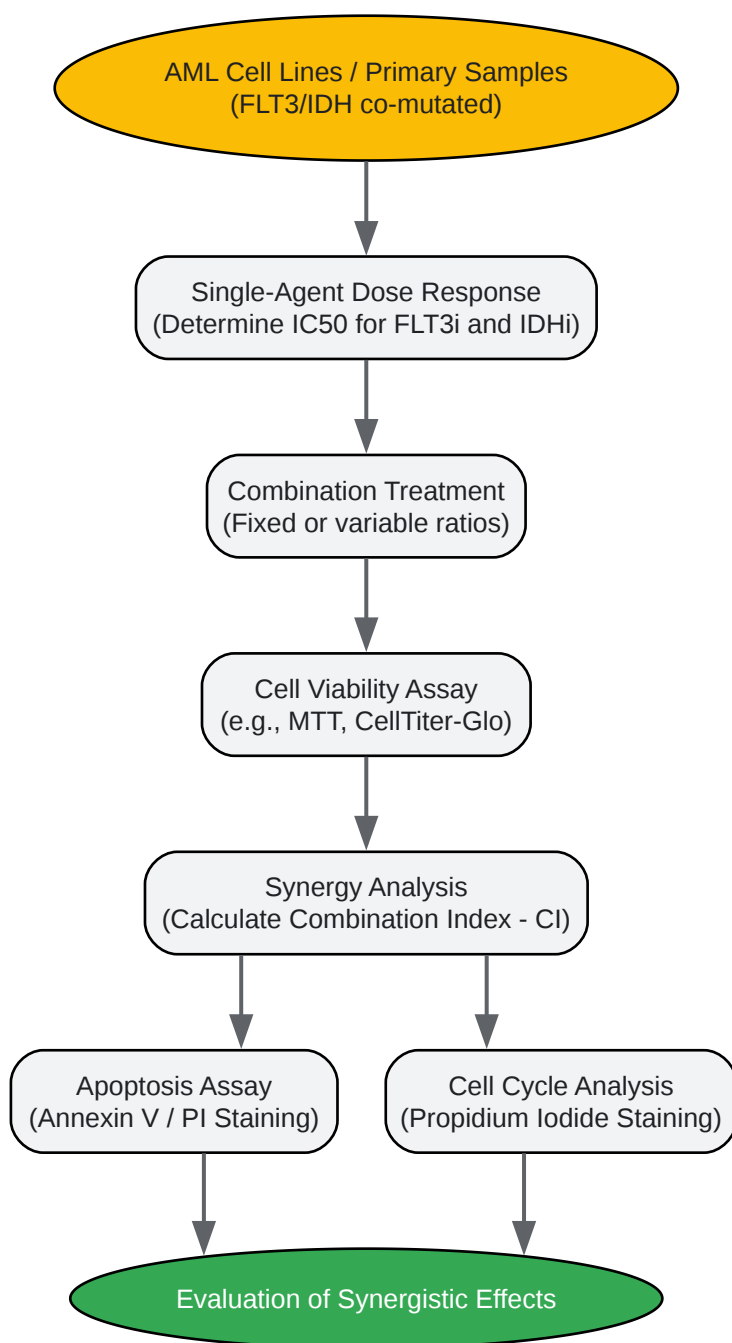 AML Cell Lines / Primary Samples
(FLT3/IDH co-mutated)
Single-Agent Dose Response
(Determine IC50 for FLT3i and IDHi)
Combination Treatment
(Fixed or variable ratios)
Cell Viability Assay
(e.g., MTT, CellTiter-Glo)
Synergy Analysis
(Calculate Combination Index - CI)
Apoptosis Assay
(Annexin V / PI Staining)
Cell Cycle Analysis
(Propidium Iodide Staining)
Evaluation of Synergistic Effects